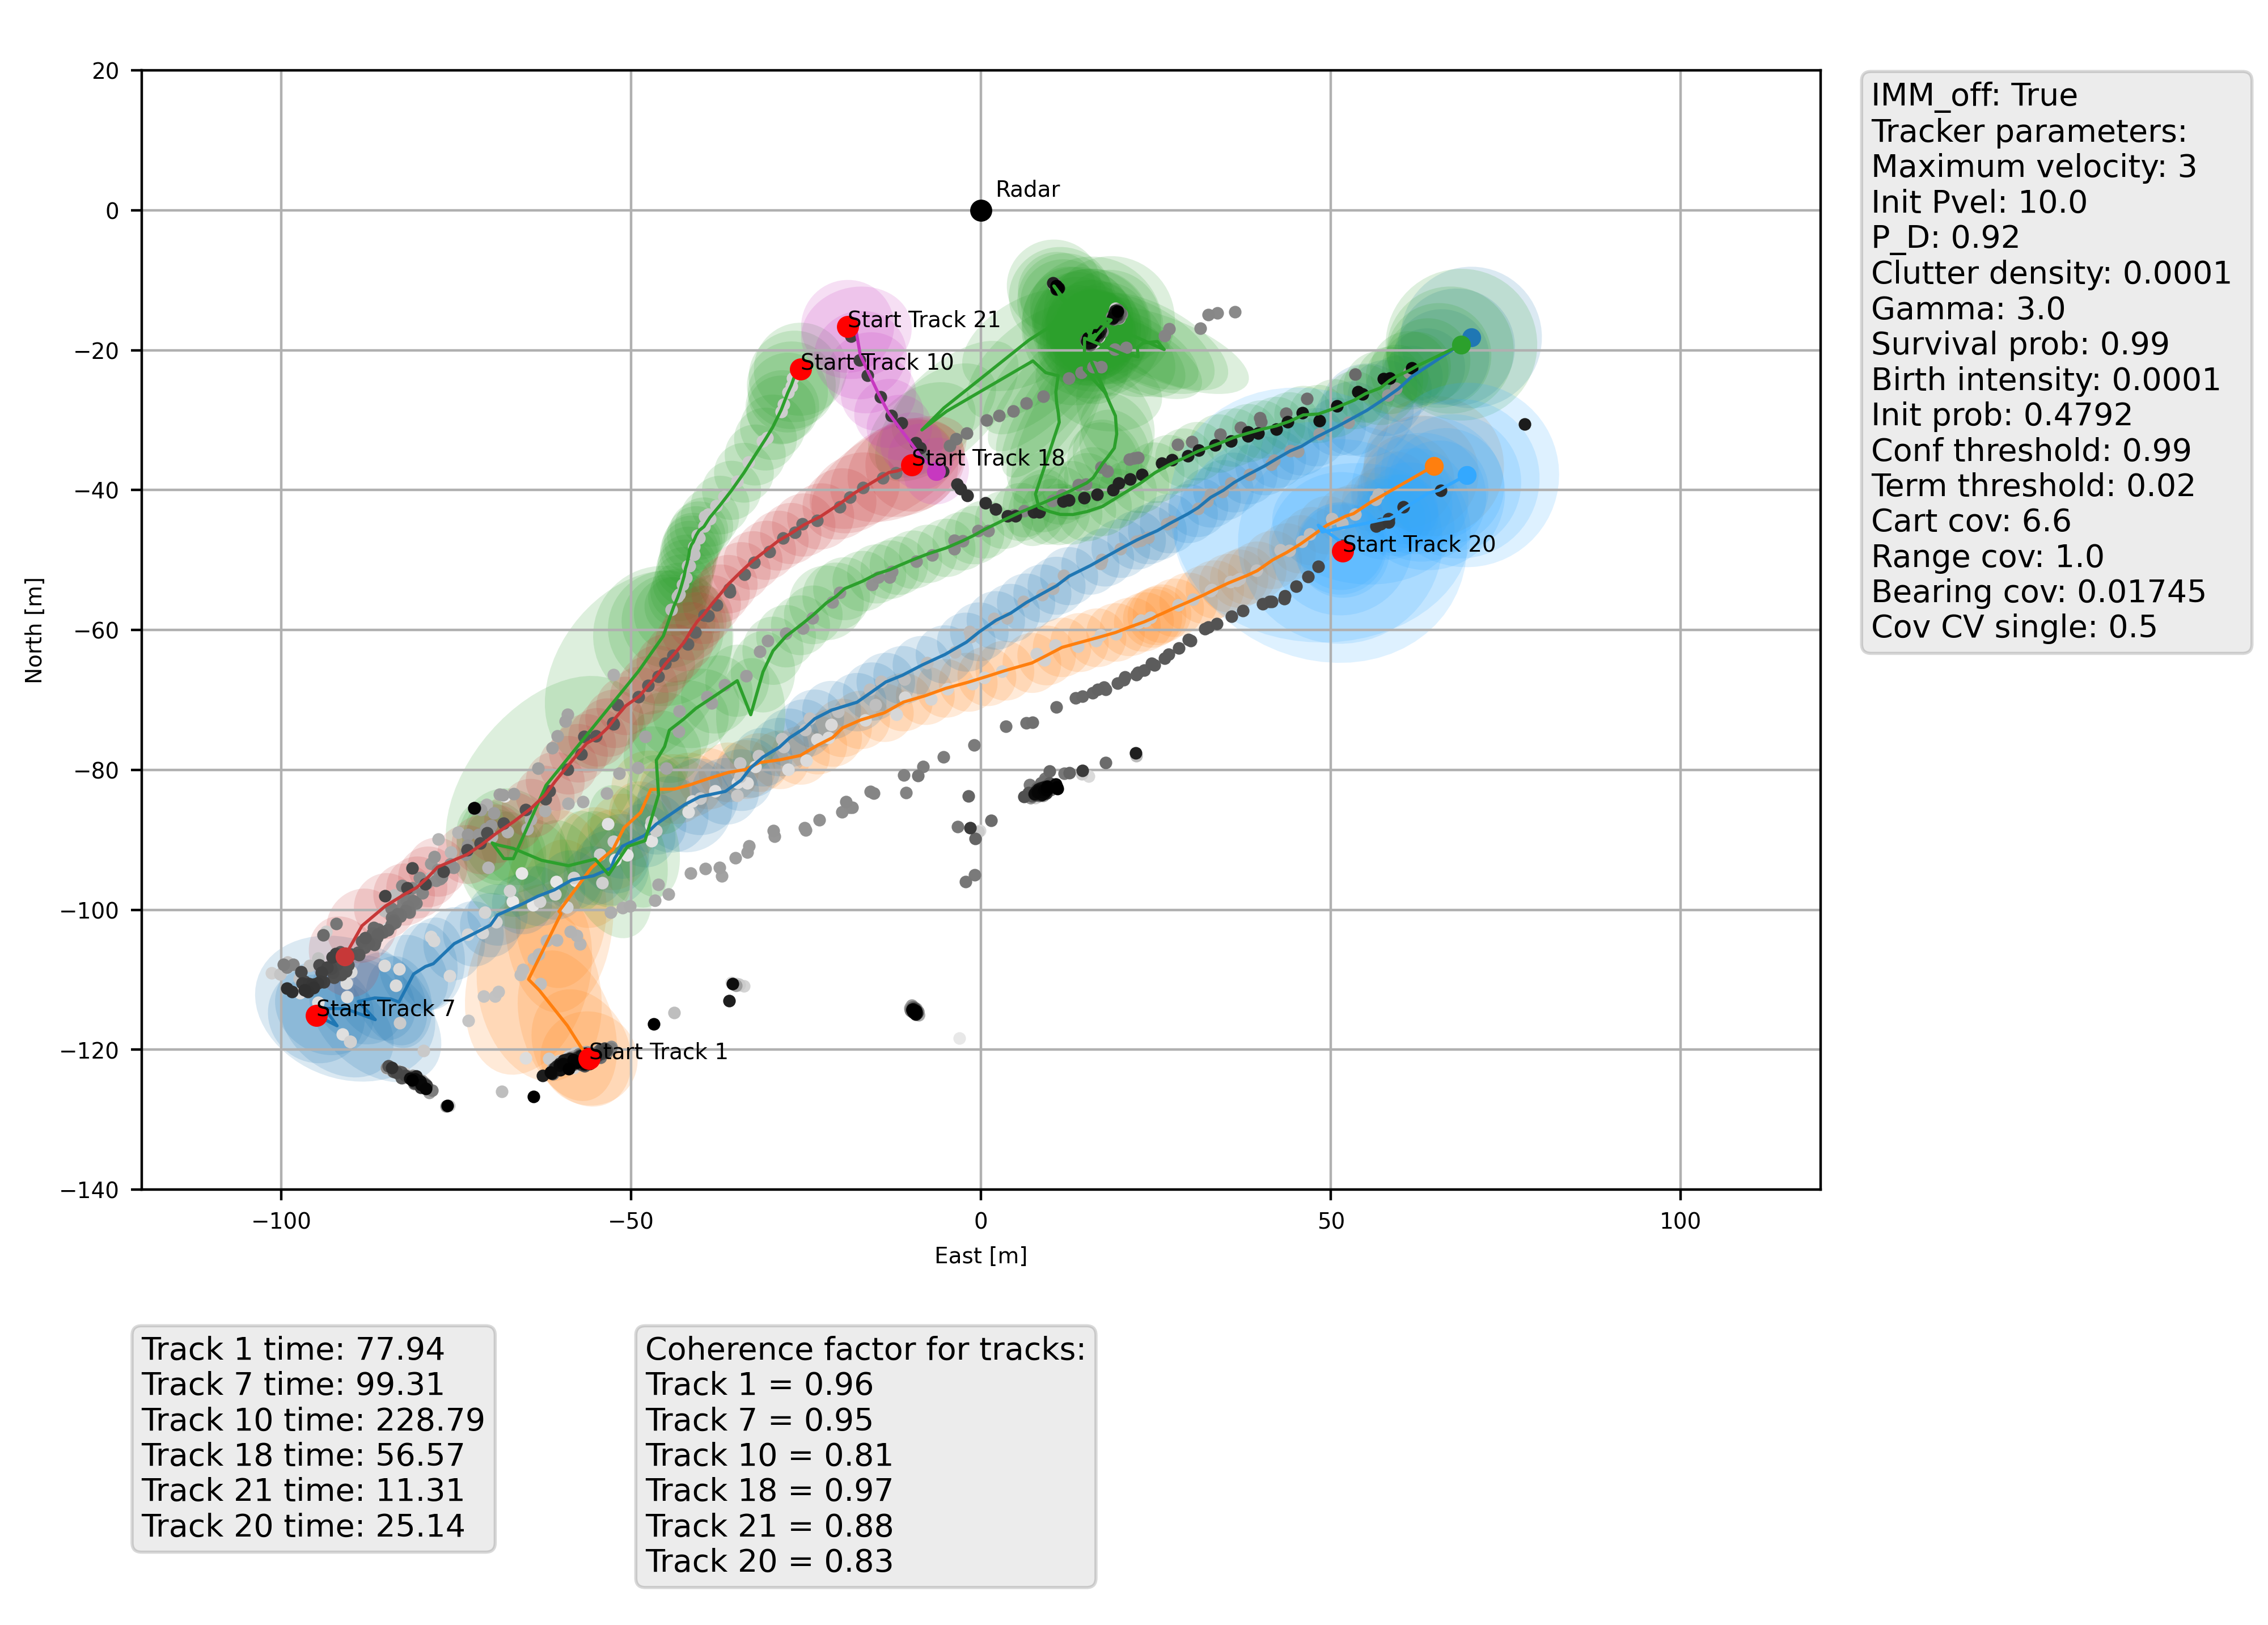 20
0
−20
−40
−60
−80
−100
−120
−140
North [m]
−100
−50
0
50
100
East [m]
Radar
Start Track 21
Start Track 10
Start Track 18
Start Track 20
Start Track 7
Start Track 1
IMM_off: True
Tracker parameters:
Maximum velocity: 3
Init Pvel: 10.0
P_D: 0.92
Clutter density: 0.0001
Gamma: 3.0
Survival prob: 0.99
Birth intensity: 0.0001
Init prob: 0.4792
Conf threshold: 0.99
Term threshold: 0.02
Cart cov: 6.6
Range cov: 1.0
Bearing cov: 0.01745
Cov CV single: 0.5
Track 1 time: 77.94
Track 7 time: 99.31
Track 10 time: 228.79
Track 18 time: 56.57
Track 21 time: 11.31
Track 20 time: 25.14
Coherence factor for tracks:
Track 1 = 0.96
Track 7 = 0.95
Track 10 = 0.81
Track 18 = 0.97
Track 21 = 0.88
Track 20 = 0.83